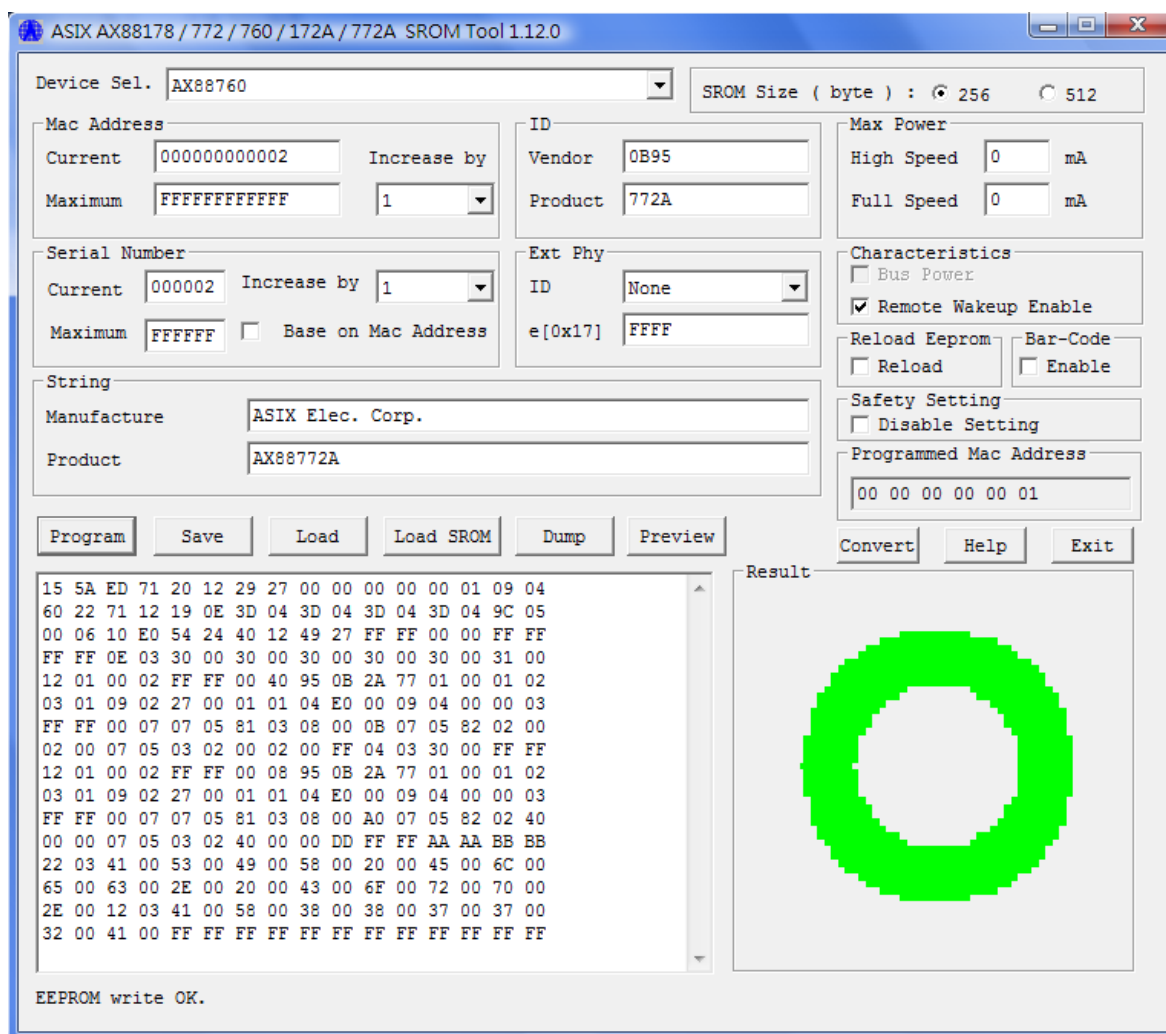 ASIX AX88178 / 772 / 760 / 172A / 772A SROM Tool 1.12.0
Device Sel. AX88760
SROM Size ( byte ) : 256 512
Mac Address
Current 000000000002 Increase by
Maximum FFFFFFFFFFFF 1
ID
Vendor 0B95
Product 772A
Max Power
High Speed 0 mA
Full Speed 0 mA
Serial Number
Current 000002 Increase by 1
Maximum FFFFFF Base on Mac Address
Ext Phy
ID None
e[0x17] FFFF
Characteristics
Bus Power
Remote Wakeup Enable
Reload Eeprom
Reload
Bar-Code
Enable
String
Manufacture ASIX Elec. Corp.
Product AX88772A
Safety Setting
Disable Setting
Programmed Mac Address
00 00 00 00 00 01
Program Save Load Load SROM Dump Preview
Convert Help Exit
15 5A ED 71 20 12 29 27 00 00 00 00 00 01 09 04
60 22 71 12 19 0E 3D 04 3D 04 3D 04 3D 04 9C 05
00 06 10 E0 54 24 40 12 49 27 FF FF 00 00 FF FF
FF FF 0E 03 30 00 30 00 30 00 30 00 30 00 31 00
12 01 00 02 FF FF 00 40 95 0B 2A 77 01 00 01 02
03 01 09 02 27 00 01 01 04 E0 00 09 04 00 00 03
FF FF 00 07 07 05 81 03 08 00 0B 07 05 82 02 00
02 00 07 05 03 02 00 02 00 FF 04 03 30 00 FF FF
12 01 00 02 FF FF 00 08 95 0B 2A 77 01 00 01 02
03 01 09 02 27 00 01 01 04 E0 00 09 04 00 00 03
FF FF 00 07 07 05 81 03 08 00 A0 07 05 82 02 40
00 00 07 05 03 02 40 00 00 DD FF FF AA AA BB BB
22 03 41 00 53 00 49 00 58 00 20 00 45 00 6C 00
65 00 63 00 2E 00 20 00 43 00 6F 00 72 00 70 00
2E 00 12 03 41 00 58 00 38 00 38 00 37 00 37 00
32 00 41 00 FF FF FF FF FF FF FF FF FF FF FF FF
Result
EEPROM write OK.